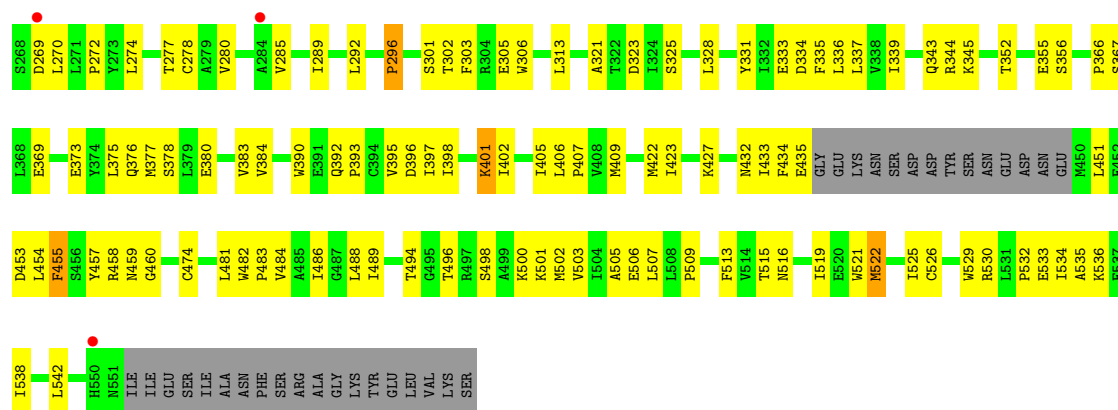 S268 D269 L270 L271 P272 Y273 L274 T277 C278 A279 V280 A284 V285 I289 L292 P296 S301 T302 F303 R304 E305 W306 L313 A321 T322 D323 I324 S325 L328 Y331 I332 E333 D334 F335 L336 L337 V338 I339 Q343 R344 K345 T352 E355 S356 P366 S367
L368 E369 E373 Y374 L375 Q376 M377 S378 L379 E380 V383 V384 W390 E391 Q392 P393 C394 V395 D396 I397 I398 K401 I402 I405 L406 P407 V408 M409 M422 I423 K427 N432 I433 F434 E435 GLY GLU LYS ASN SER ASP ASP TYR SER ASN GLU ASP ASN GLU M450 L451 E452
D453 L454 F455 S456 Y457 R458 N459 G460 C474 L481 W482 P483 V484 A485 I486 G487 L488 I489 T494 G495 T496 R497 S498 A499 K500 K501 M502 V503 I504 A505 E506 L507 L508 P509 F513 V514 T515 N516 I519 E520 W521 M522 I525 C526 W529 R530 L531 P532 E533 I534 A535 K536 E537
I538 L542 H550 N551 ILE ILE GLU SER ILE ALA ASN PHE SER ARG ALA GLY LYS TYR GLU LEU VAL LYS SER